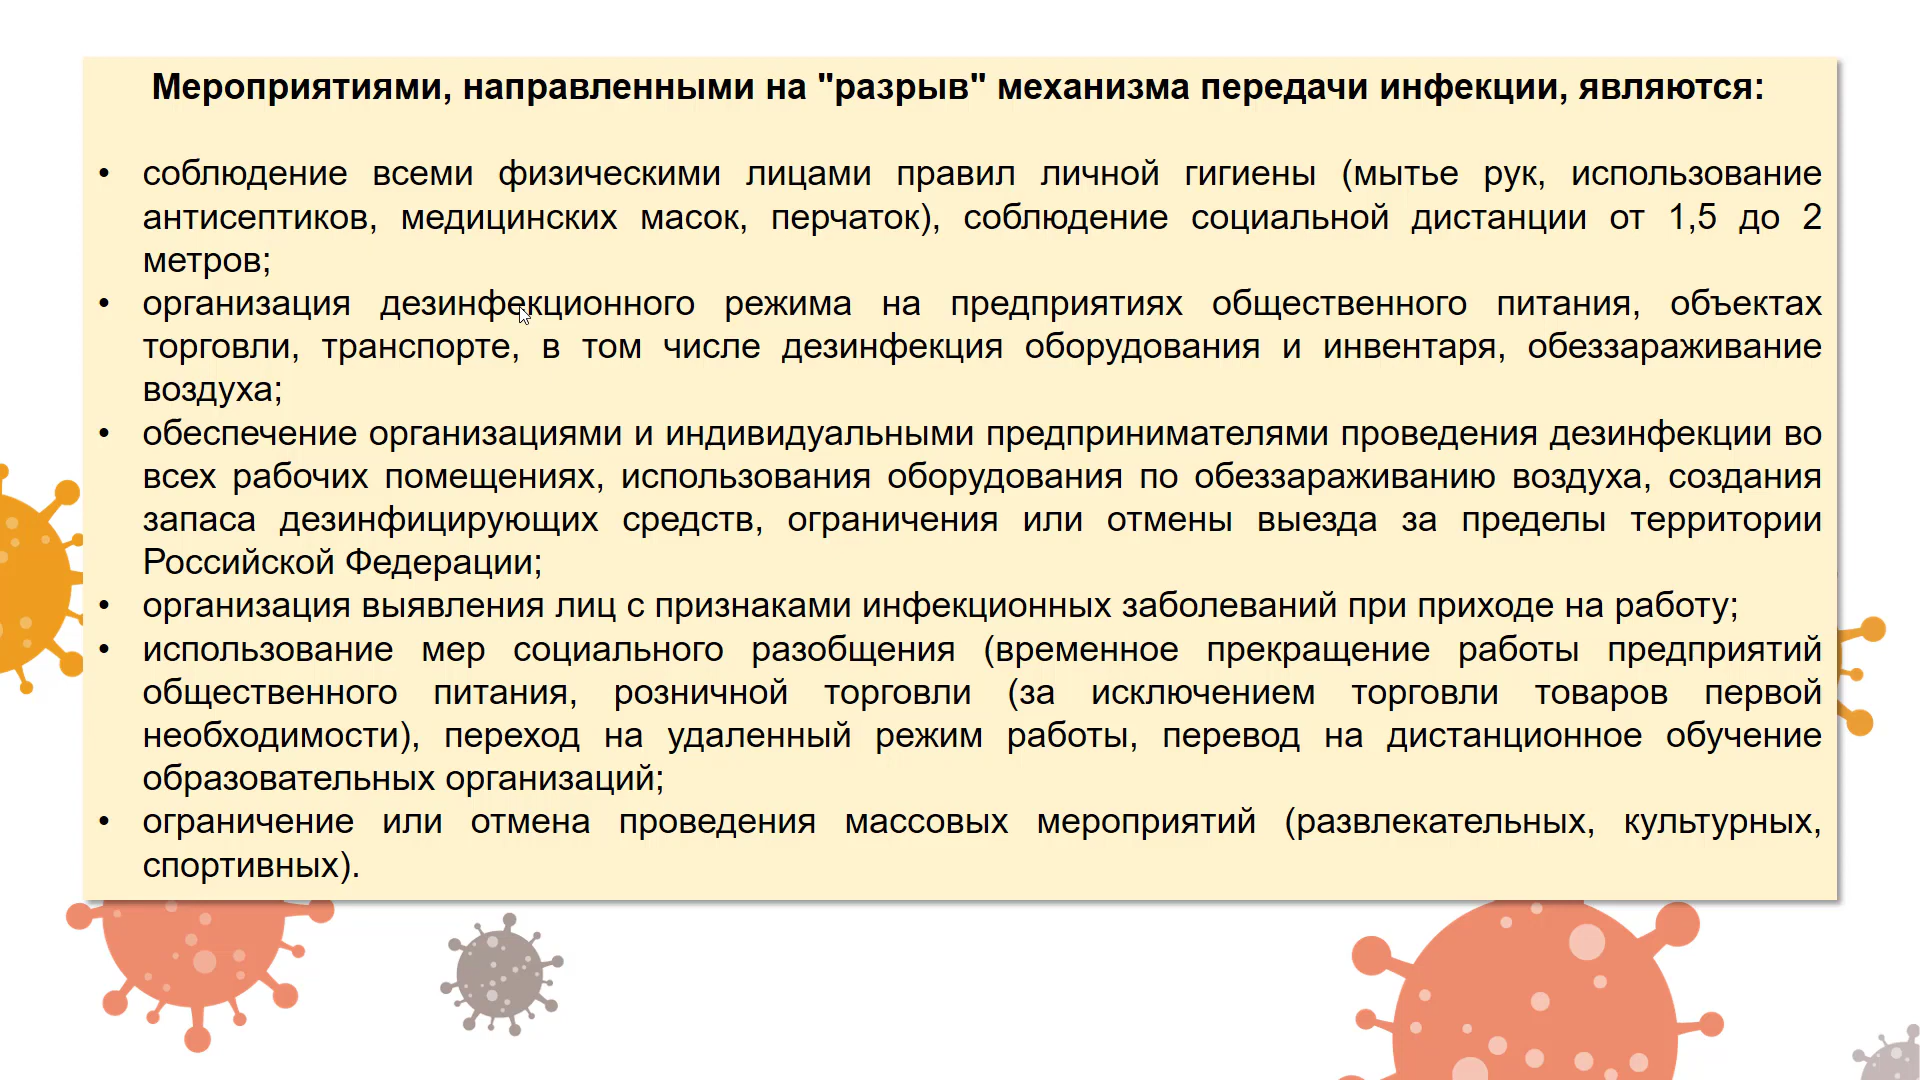 Мероприятиями, направленными на "разрыв" механизма передачи инфекции, являются:
• соблюдение всеми физическими лицами правил личной гигиены (мытье рук, использование
антисептиков, медицинских масок, перчаток), соблюдение социальной дистанции от 1,5 до 2
метров;
• организация дезинфекционного режима на предприятиях общественного питания, объектах
торговли, транспорте, в том числе дезинфекция оборудования и инвентаря, обеззараживание
воздуха;
• обеспечение организациями и индивидуальными предпринимателями проведения дезинфекции во
всех рабочих помещениях, использования оборудования по обеззараживанию воздуха, создания
запаса дезинфицирующих средств, ограничения или отмены выезда за пределы территории
Российской Федерации;
• организация выявления лиц с признаками инфекционных заболеваний при приходе на работу;
• использование мер социального разобщения (временное прекращение работы предприятий
общественного питания, розничной торговли (за исключением торговли товаров первой
необходимости), переход на удаленный режим работы, перевод на дистанционное обучение
образовательных организаций;
• ограничение или отмена проведения массовых мероприятий (развлекательных, культурных,
спортивных).